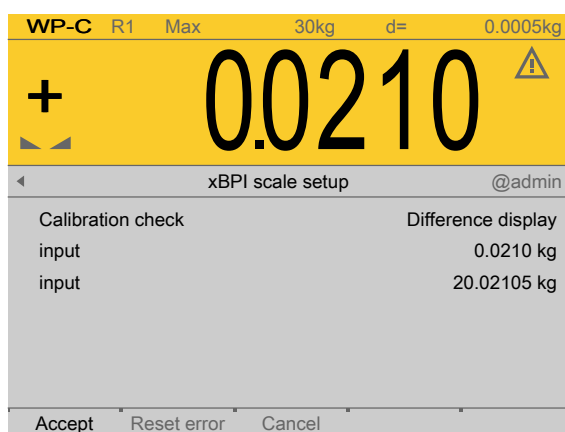 WP-C R1 Max 30kg d= 0.0005kg
+ 0.0210
xBPI scale setup @admin
Calibration check Difference display
input 0.0210 kg
input 20.02105 kg
Accept Reset error Cancel